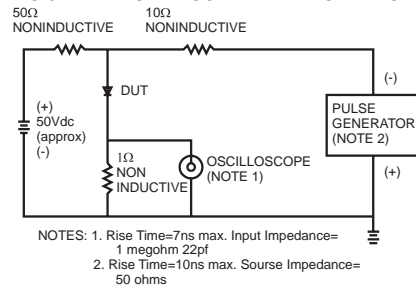 50Ω
NONINDUCTIVE
10Ω
NONINDUCTIVE
(+)
50Vdc
(approx)
(-)
DUT
1Ω
NON
INDUCTIVE
OSCILLOSCOPE
(NOTE 1)
(-)
PULSE
GENERATOR
(NOTE 2)
(+)
NOTES: 1. Rise Time=7ns max. Input Impedance=
1 megohm 22pf
2. Rise Time=10ns max. Sourse Impedance=
50 ohms